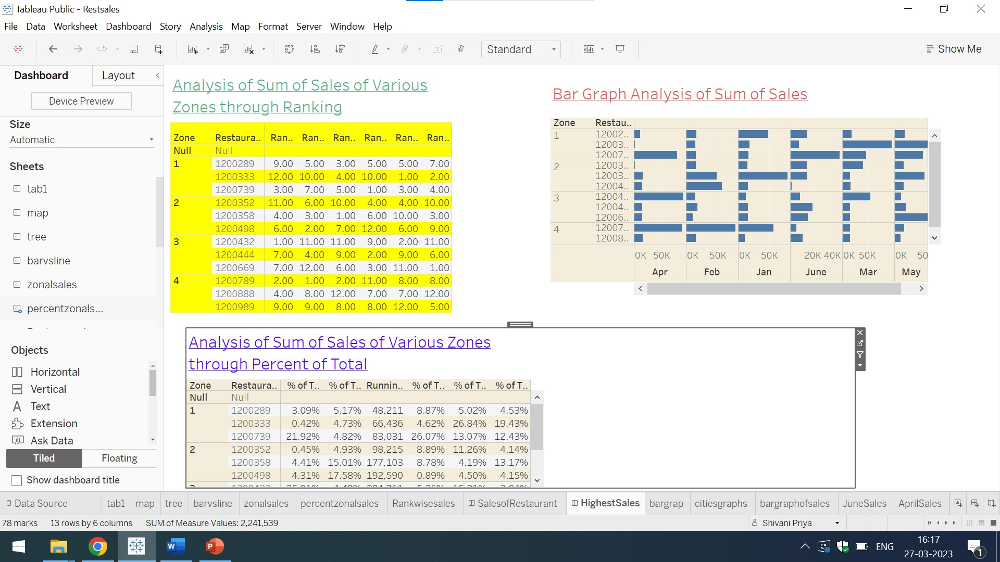 Tableau Public - Restsales
File Data Worksheet Dashboard Story Analysis Map Format Server Window Help
Standard
Show Me
Dashboard
Layout
Device Preview
Size
Automatic
Sheets
tab1
map
tree
barvsline
zonalsales
percentzonals...
Objects
Horizontal
Vertical
Text
Extension
Ask Data
Tiled
Floating
Show dashboard title
Analysis of Sum of Sales of Various
Zones through Ranking
Zone Restaura.. Ran.. Ran.. Ran.. Ran.. Ran.. Ran..
Null Null
1 1200289 9.00 5.00 3.00 5.00 5.00 7.00
1200333 12.00 10.00 4.00 10.00 1.00 2.00
1200739 3.00 7.00 5.00 1.00 3.00 4.00
2 1200352 11.00 6.00 10.00 4.00 4.00 10.00
1200358 4.00 3.00 1.00 6.00 10.00 3.00
1200498 6.00 2.00 7.00 12.00 6.00 9.00
3 1200432 1.00 11.00 11.00 9.00 2.00 11.00
1200444 7.00 4.00 9.00 2.00 9.00 6.00
1200669 7.00 12.00 6.00 3.00 11.00 1.00
4 1200789 2.00 1.00 2.00 11.00 8.00 8.00
1200888 4.00 8.00 12.00 7.00 7.00 12.00
1200989 9.00 9.00 8.00 8.00 12.00 5.00
Bar Graph Analysis of Sum of Sales
Zone Restau..
1 12002..
12003..
12007..
2 12003..
12003..
12004..
3 12004..
12004..
12006..
4 12007..
12008..
0K 50K 0K 50K 0K 50K 20K 40K 0K 50K 0K 50
Apr Feb Jan June Mar May
Analysis of Sum of Sales of Various Zones
through Percent of Total
Zone Restaura.. % of T.. % of T.. Runnin.. % of T.. % of T.. % of T..
Null Null
1 1200289 3.09% 5.17% 48,211 8.87% 5.02% 4.53%
1200333 0.42% 4.73% 66,436 4.62% 26.84% 19.43%
1200739 21.92% 4.82% 83,031 26.07% 13.07% 12.43%
2 1200352 0.45% 4.93% 98,215 8.89% 11.26% 4.14%
1200358 4.41% 15.01% 177,103 8.78% 4.19% 13.17%
1200498 4.31% 17.58% 192,590 0.89% 4.50% 4.15%
Data Source tab1 map tree barvsline zonalsales percentzonalsales Rankwisesales SalesofRestaurant HighestSales bargrap citiesgraphs bargraphofsales JuneSales AprilSales
78 marks 13 rows by 6 columns SUM of Measure Values: 2,241,539
Shivani Priya
ENG
16:17
27-03-2023
1